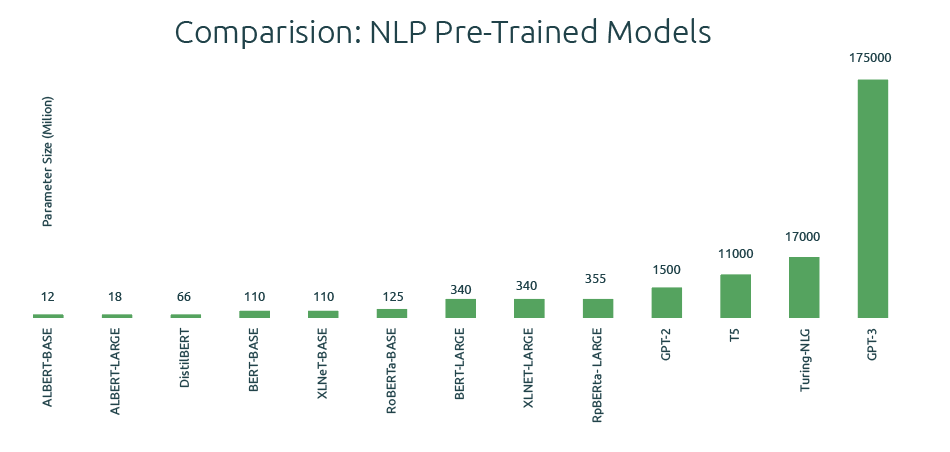 Comparision: NLP Pre-Trained Models
Parameter Size (Milion)
12
18
66
110
110
125
340
340
355
1500
11000
17000
175000
ALBERT-BASE
ALBERT-LARGE
DistilBERT
BERT-BASE
XLNeT-BASE
RoBERTa-BASE
BERT-LARGE
XLNET-LARGE
RpBERta- LARGE
GPT-2
T5
Turing-NLG
GPT-3